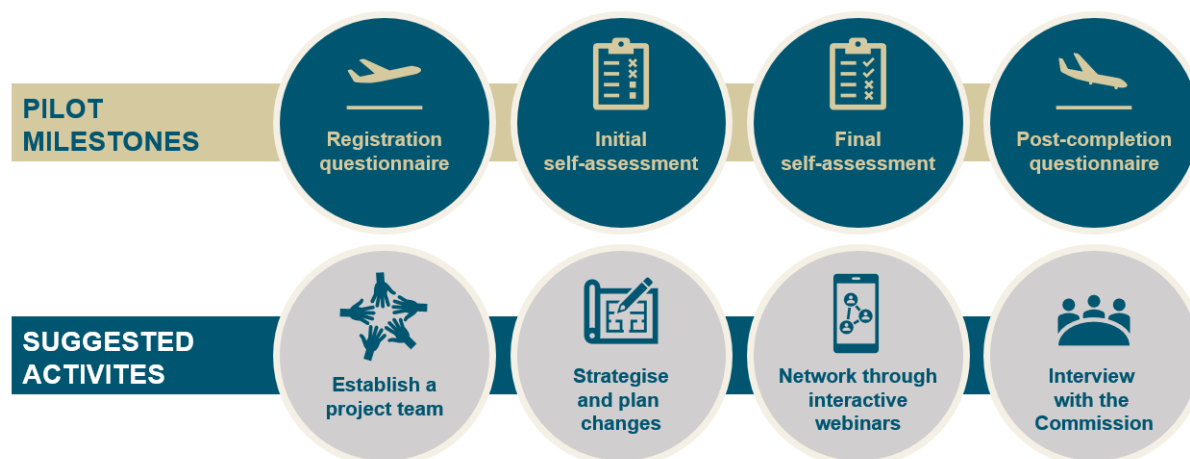 PILOT
MILESTONES
Registration
questionnaire
Initial
self-assessment
Final
self-assessment
Post-completion
questionnaire
SUGGESTED
ACTIVITES
Establish a
project team
Strategise
and plan
changes
Network through
interactive
webinars
Interview
with the
Commission